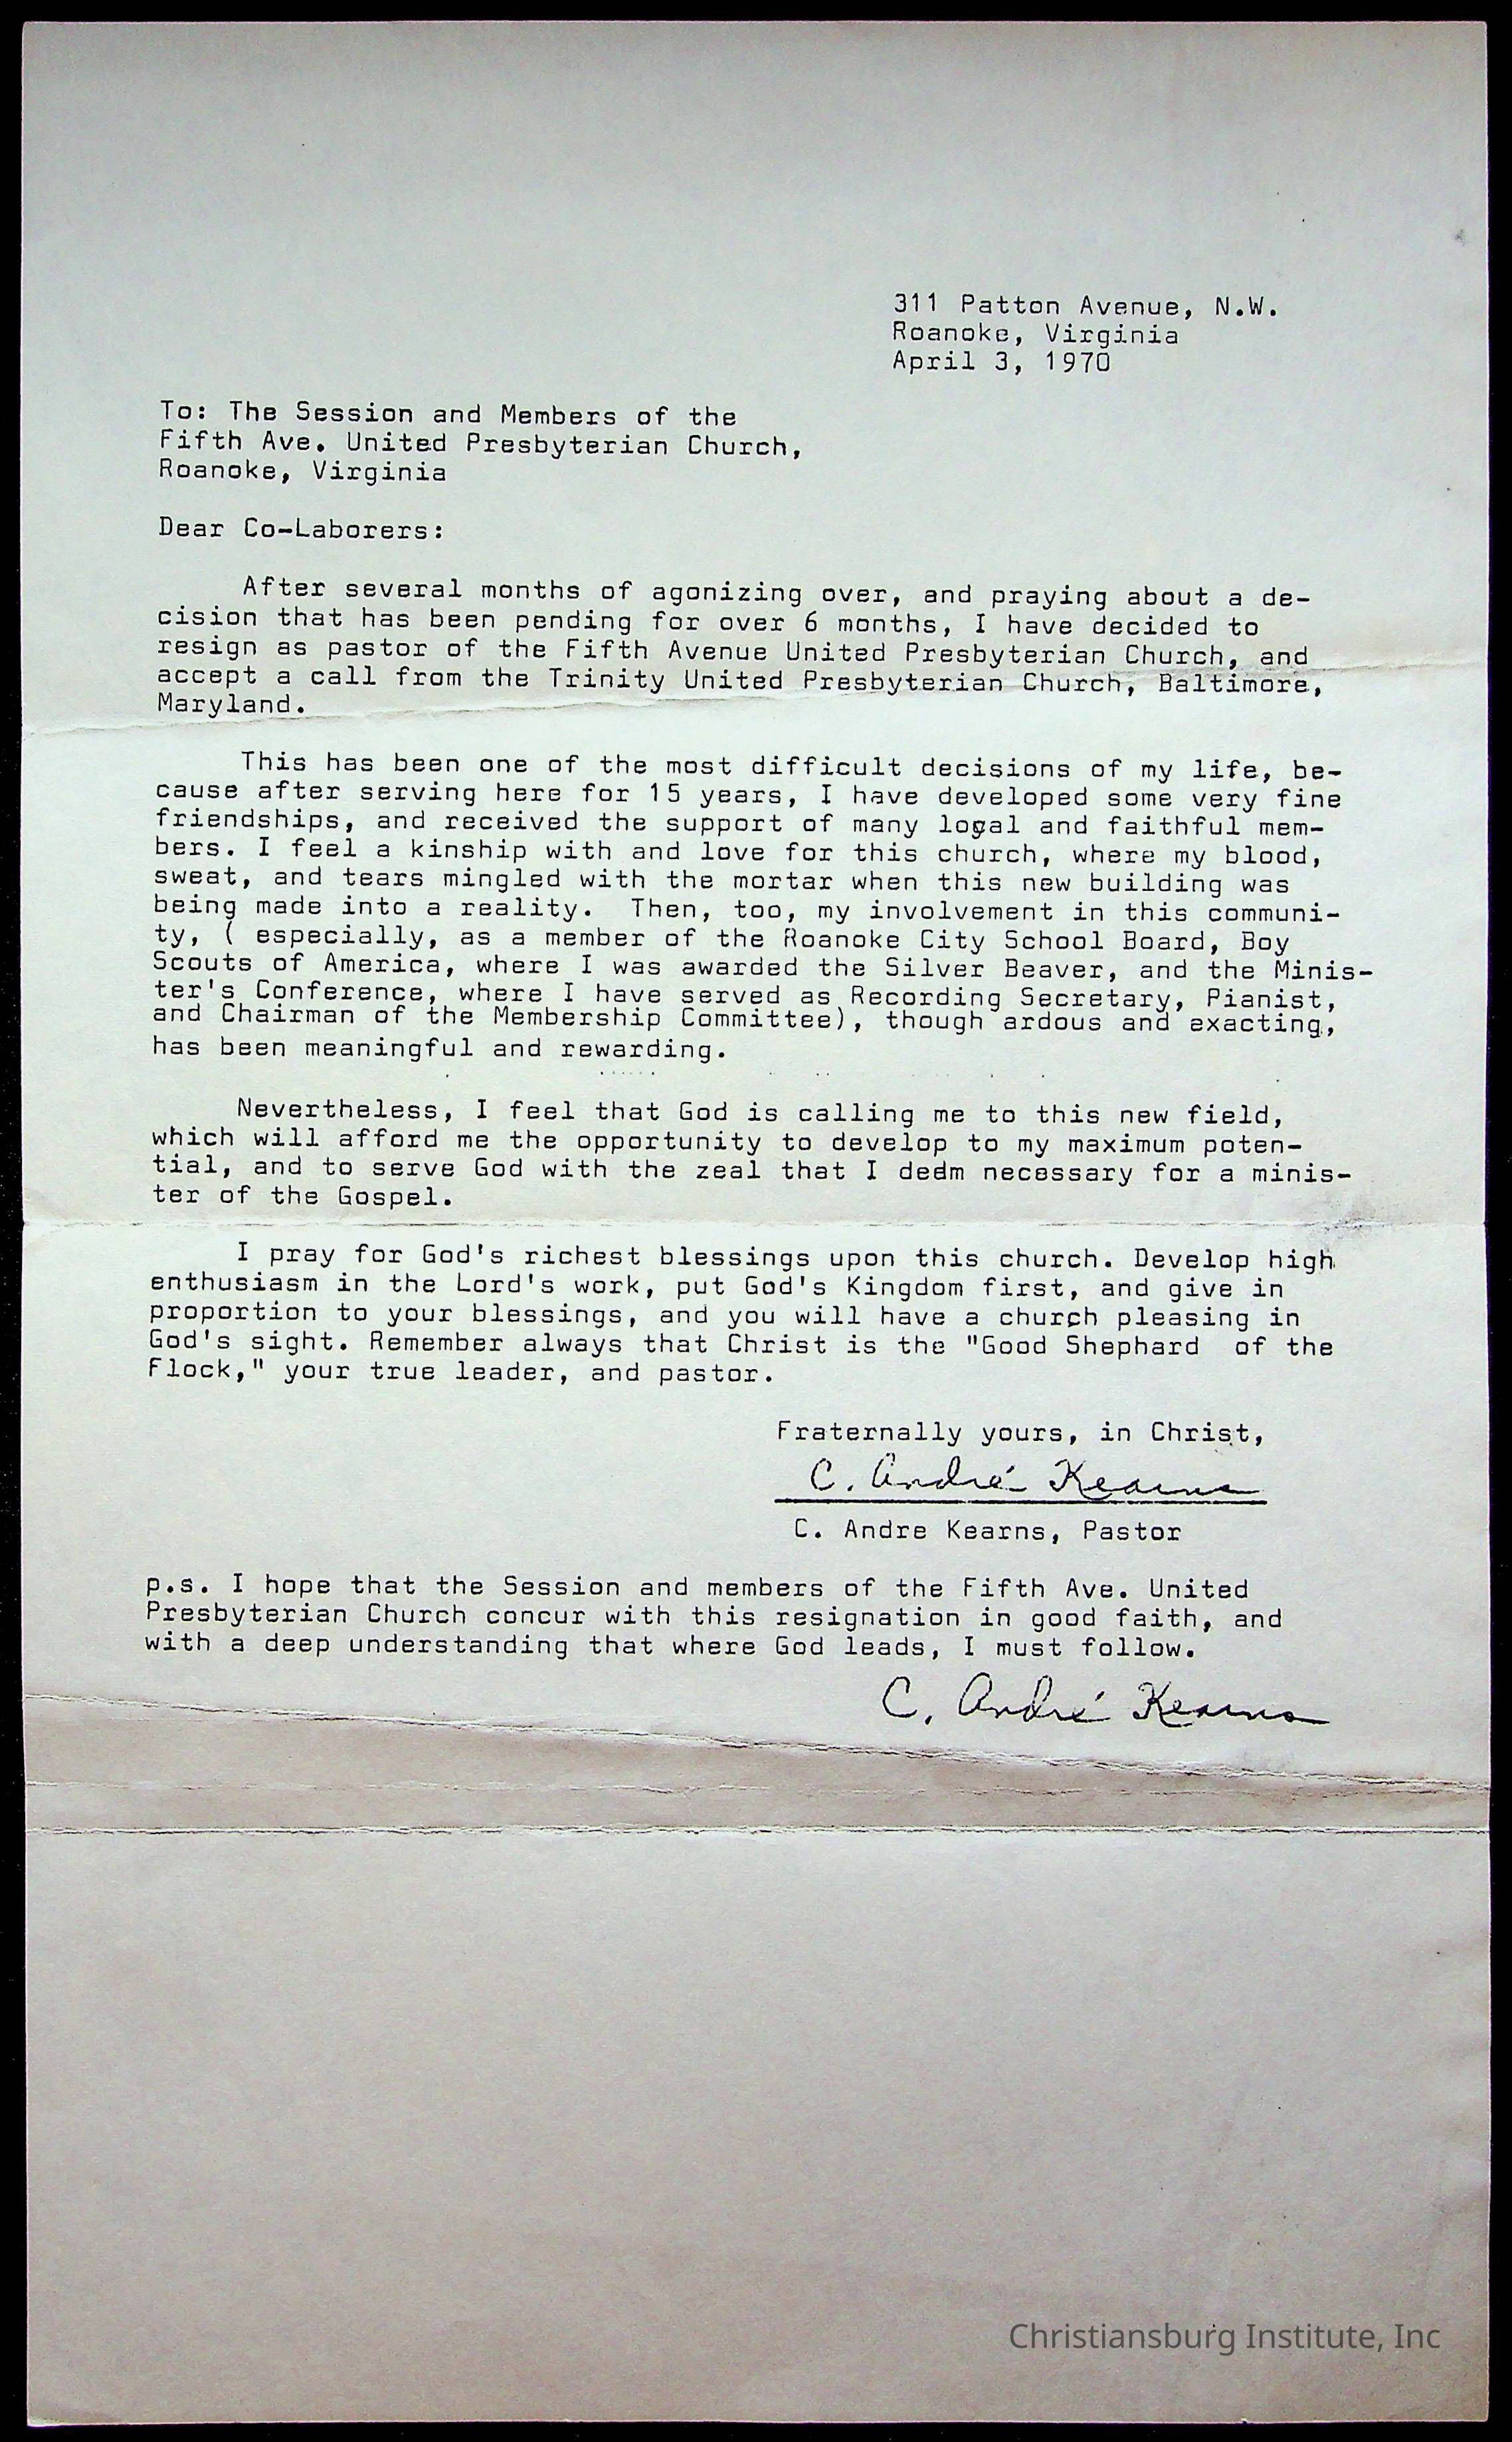 311 Patton Avenue, N.W.
Roanoke, Virginia
April 3, 1970
To: The Session and Members of the
Fifth Ave. United Presbyterian Church,
Roanoke, Virginia
Dear Co-Laborers:
After several months of agonizing over, and praying about a de-
cision that has been pending for over 6 months, I have decided to
resign as pastor of the Fifth Avenue United Presbyterian Church, and
accept a call from the Trinity United Presbyterian Church, Baltimore,
Maryland.
This has been one of the most difficult decisions of my life, be-
cause after serving here for 15 years, I have developed some very fine
friendships, and received the support of many loyal and faithful mem-
bers. I feel a kinship with and love for this church, where my blood,
sweat, and tears mingled with the mortar when this new building was
being made into a reality. Then, too, my involvement in this communi-
ty, ( especially, as a member of the Roanoke City School Board, Boy
Scouts of America, where I was awarded the Silver Beaver, and the Minis-
ter's Conference, where I have served as Recording Secretary, Pianist,
and Chairman of the Membership Committee), though ardous and exacting,
has been meaningful and rewarding.
Nevertheless, I feel that God is calling me to this new field,
which will afford me the opportunity to develop to my maximum poten-
tial, and to serve God with the zeal that I deem necessary for a minis-
ter of the Gospel.
I pray for God's richest blessings upon this church. Develop high
enthusiasm in the Lord's work, put God's Kingdom first, and give in
proportion to your blessings, and you will have a church pleasing in
God's sight. Remember always that Christ is the "Good Shephard of the
Flock," your true leader, and pastor.
Fraternally yours, in Christ,
C. André Kearns
C. Andre Kearns, Pastor
p.s. I hope that the Session and members of the Fifth Ave. United
Presbyterian Church concur with this resignation in good faith, and
with a deep understanding that where God leads, I must follow.
C. André Kearns
Christiansburg Institute, Inc